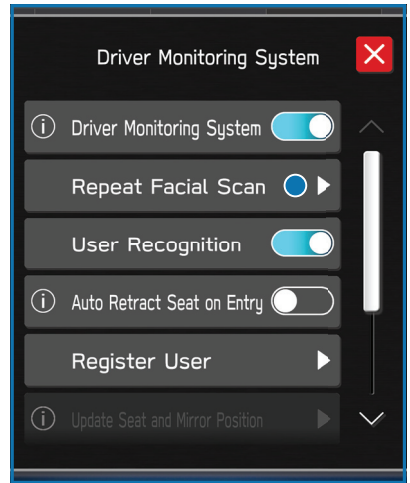 Driver Monitoring System
Driver Monitoring System
Repeat Facial Scan
User Recognition
Auto Retract Seat on Entry
Register User
Update Seat and Mirror Position